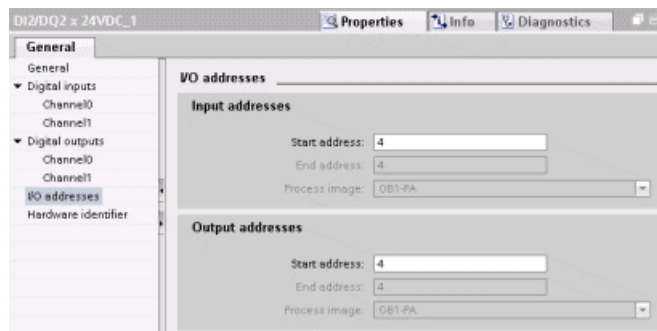 DI2/DQ2 x 24VDC_1
Properties
Info
Diagnostics
General
General
Digital inputs
Channel0
Channel1
Digital outputs
Channel0
Channel1
I/O addresses
Hardware identifier
I/O addresses
Input addresses
Start address: 4
End address: 4
Process image: OB1-PA
Output addresses
Start address: 4
End address: 4
Process image: OB1-PA